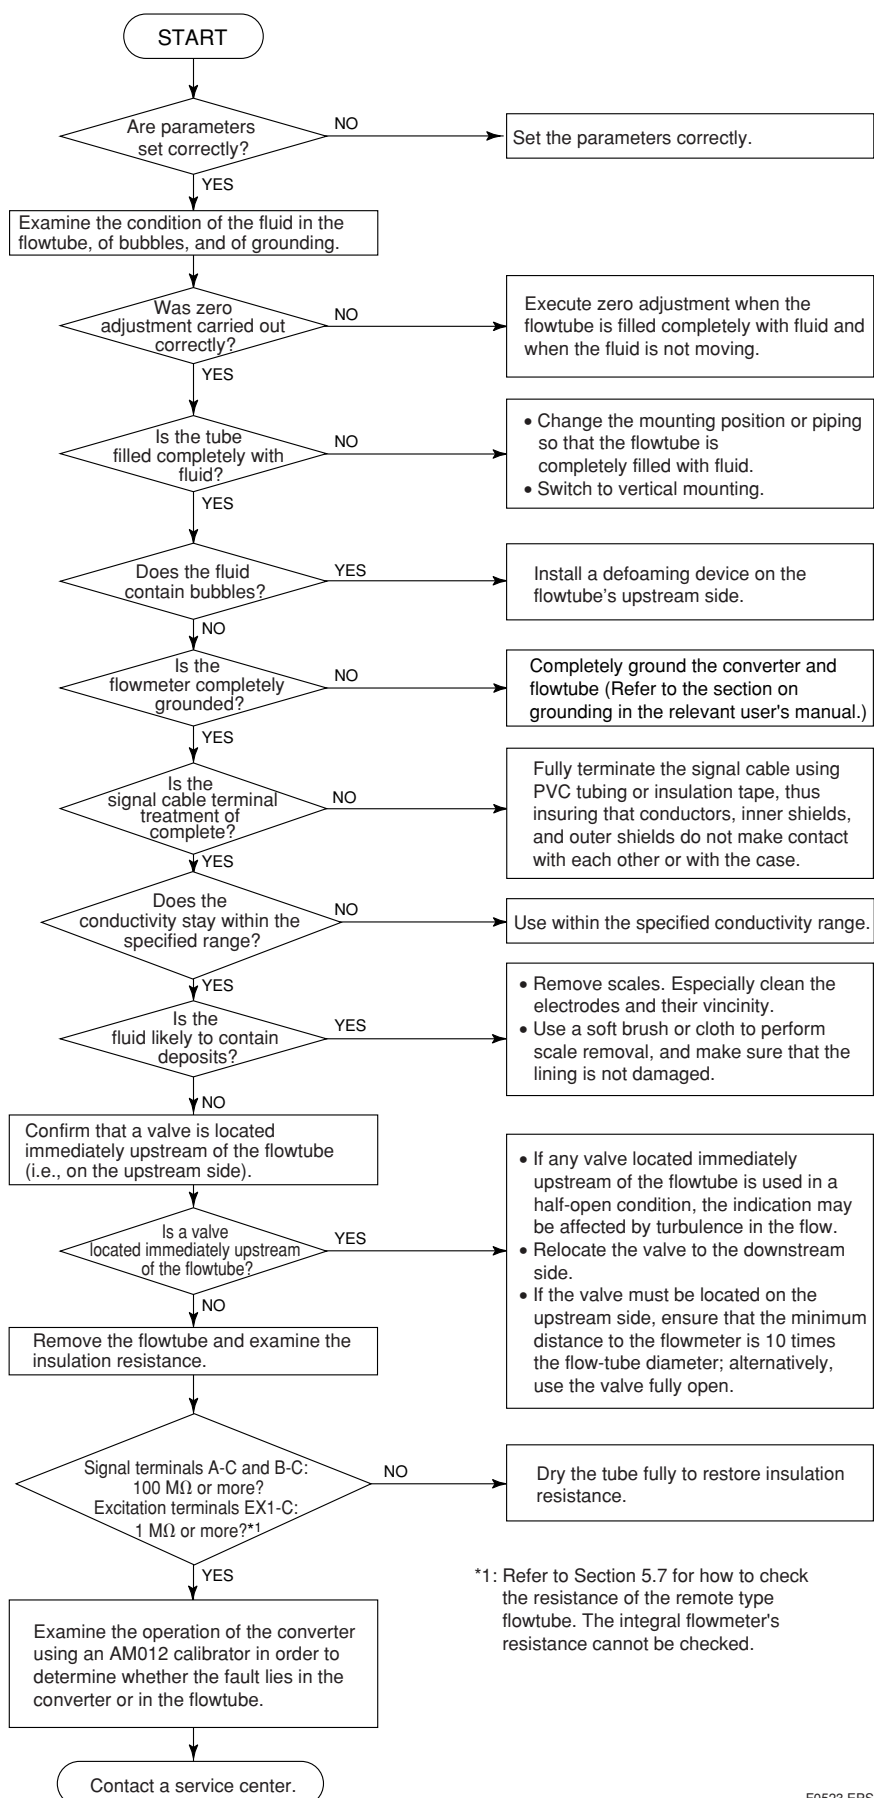 START
Are parameters
set correctly?
NO
Set the parameters correctly.
YES
Examine the condition of the fluid in the
flowtube, of bubbles, and of grounding.
Was zero
adjustment carried out
correctly?
NO
Execute zero adjustment when the
flowtube is filled completely with fluid and
when the fluid is not moving.
YES
Is the tube
filled completely with
fluid?
NO
• Change the mounting position or piping
so that the flowtube is
completely filled with fluid.
• Switch to vertical mounting.
YES
Does the fluid
contain bubbles?
YES
Install a defoaming device on the
flowtube's upstream side.
NO
Is the
flowmeter completely
grounded?
NO
Completely ground the converter and
flowtube (Refer to the section on
grounding in the relevant user's manual.)
YES
Is the
signal cable terminal
treatment of
complete?
NO
Fully terminate the signal cable using
PVC tubing or insulation tape, thus
insuring that conductors, inner shields,
and outer shields do not make contact
with each other or with the case.
YES
Does the
conductivity stay within the
specified range?
NO
Use within the specified conductivity range.
YES
Is the
fluid likely to contain
deposits?
YES
• Remove scales. Especially clean the
electrodes and their vincinity.
• Use a soft brush or cloth to perform
scale removal, and make sure that the
lining is not damaged.
NO
Confirm that a valve is located
immediately upstream of the flowtube
(i.e., on the upstream side).
Is a valve
located immediately upstream
of the flowtube?
YES
• If any valve located immediately
upstream of the flowtube is used in a
half-open condition, the indication may
be affected by turbulence in the flow.
• Relocate the valve to the downstream
side.
• If the valve must be located on the
upstream side, ensure that the minimum
distance to the flowmeter is 10 times
the flow-tube diameter; alternatively,
use the valve fully open.
NO
Remove the flowtube and examine the
insulation resistance.
Signal terminals A-C and B-C:
100 MΩ or more?
Excitation terminals EX1-C:
1 MΩ or more?*1
NO
Dry the tube fully to restore insulation
resistance.
YES
*1: Refer to Section 5.7 for how to check
the resistance of the remote type
flowtube. The integral flowmeter's
resistance cannot be checked.
Examine the operation of the converter
using an AM012 calibrator in order to
determine whether the fault lies in the
converter or in the flowtube.
Contact a service center.
F0523.EPS